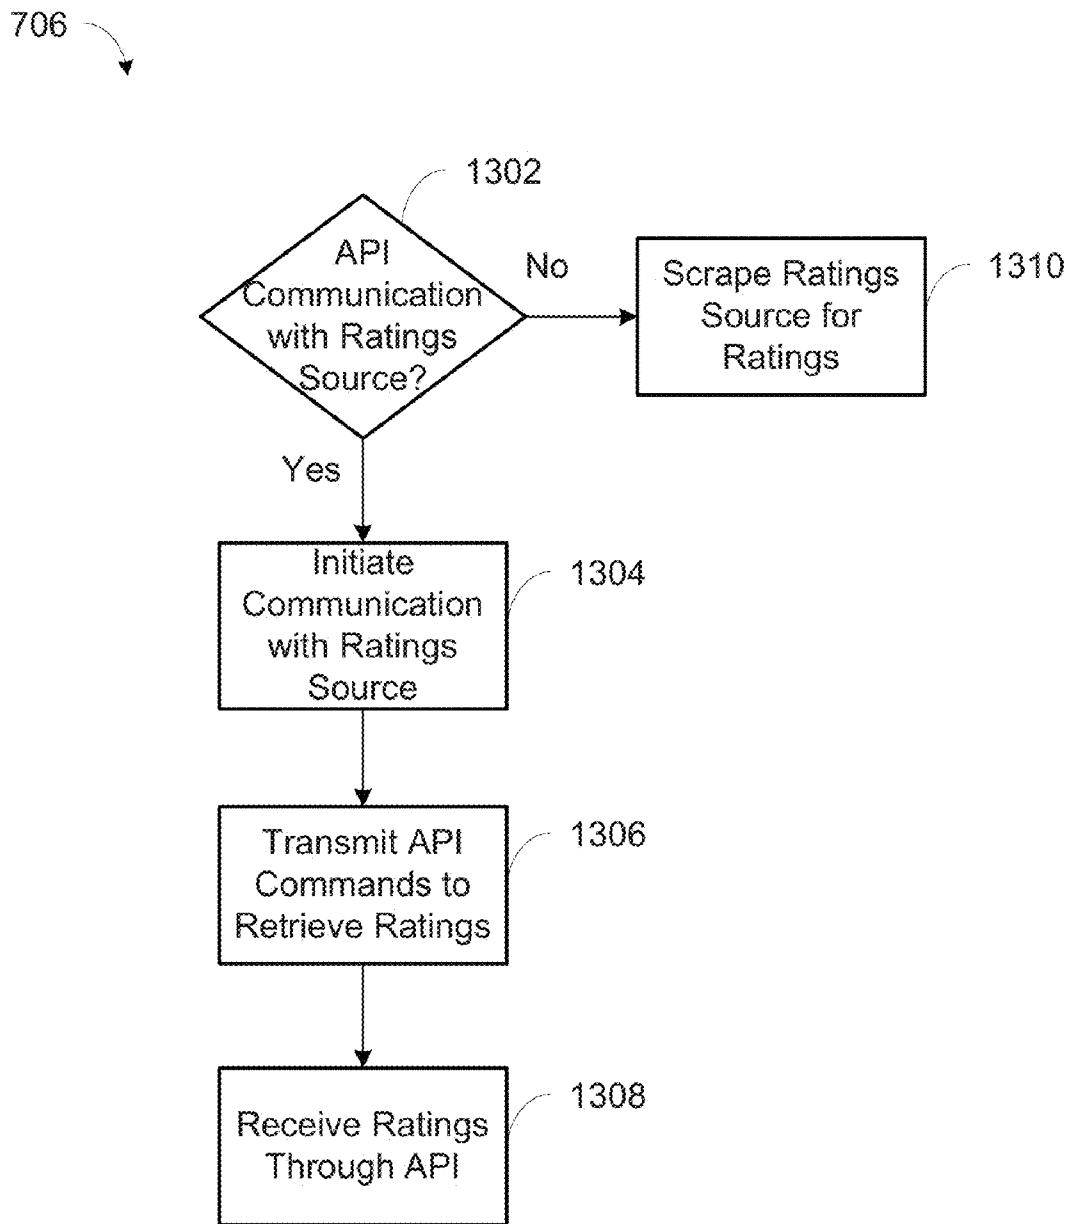 706
1302
API
Communication
with Ratings
Source?
No
Scrape Ratings
Source for
Ratings
1310
Yes
Initiate
Communication
with Ratings
Source
1304
Transmit API
Commands to
Retrieve Ratings
1306
Receive Ratings
Through API
1308